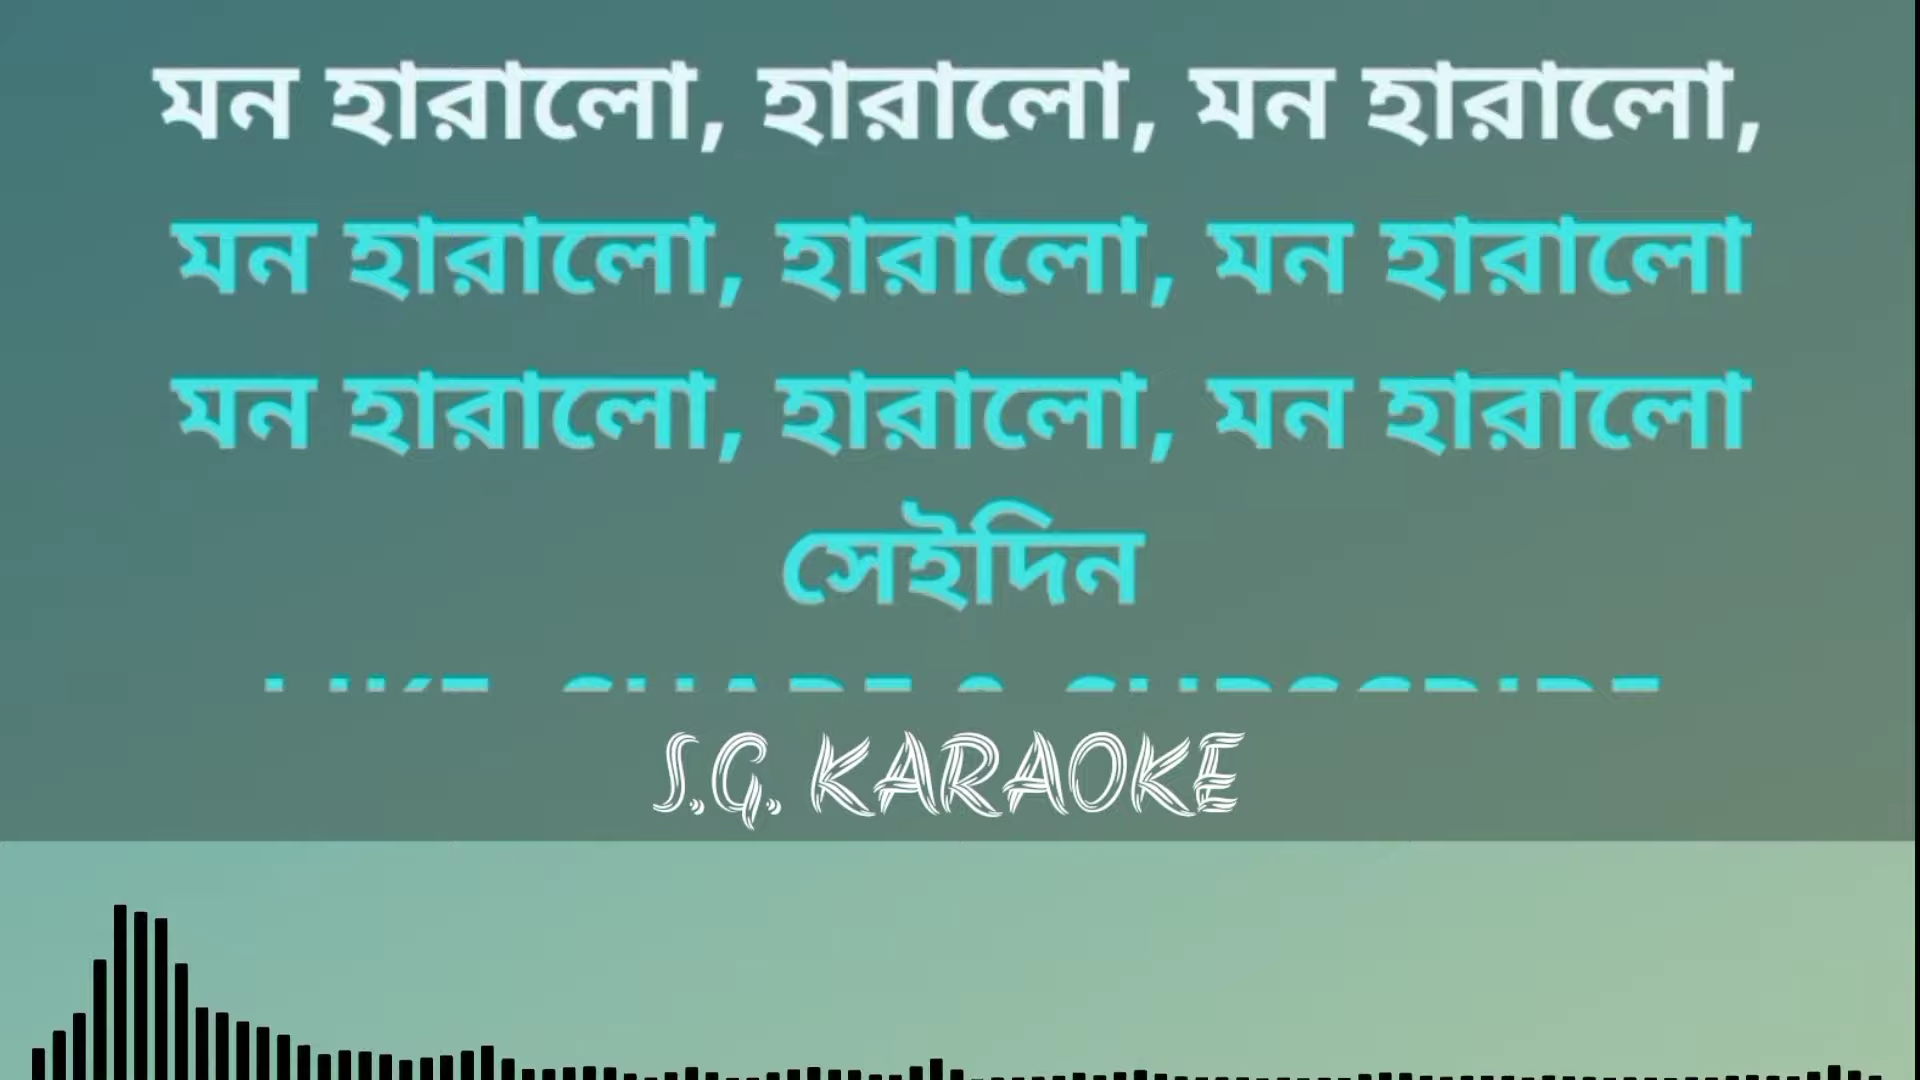 মন হারালো, হারালো, মন হারালো,
মন হারালো, হারালো, মন হারালো
মন হারালো, হারালো, মন হারালো
সেইদিন
S.G. KARAOKE